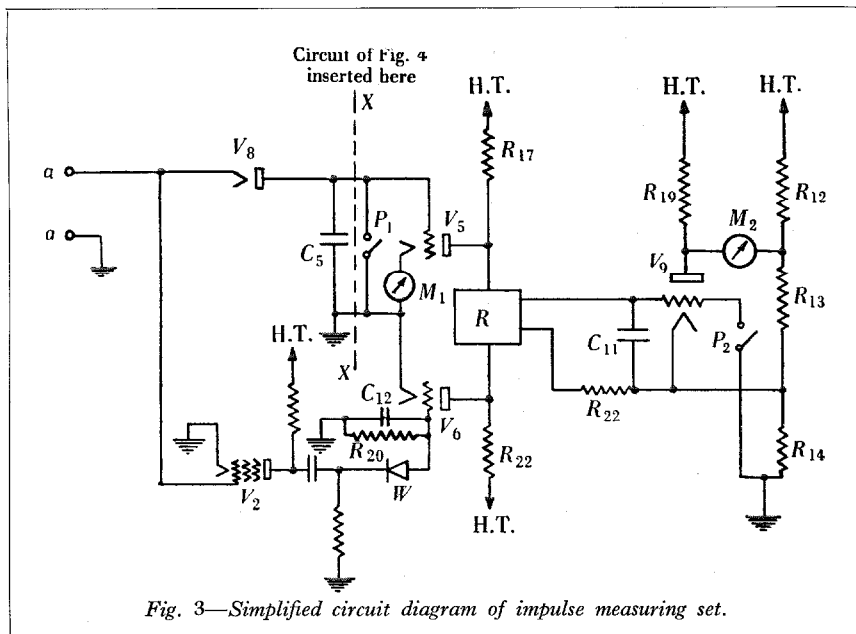 Circuit of Fig. 4
inserted here
X
H.T.
H.T.
H.T.
a
V8
R17
R19
R12
P1
V5
M2
a
C5
V9
M1
R
R13
H.T.
C11
P2
X
C12
R22
V6
R20
R22
R14
V2
W
H.T.
Fig. 3—Simplified circuit diagram of impulse measuring set.